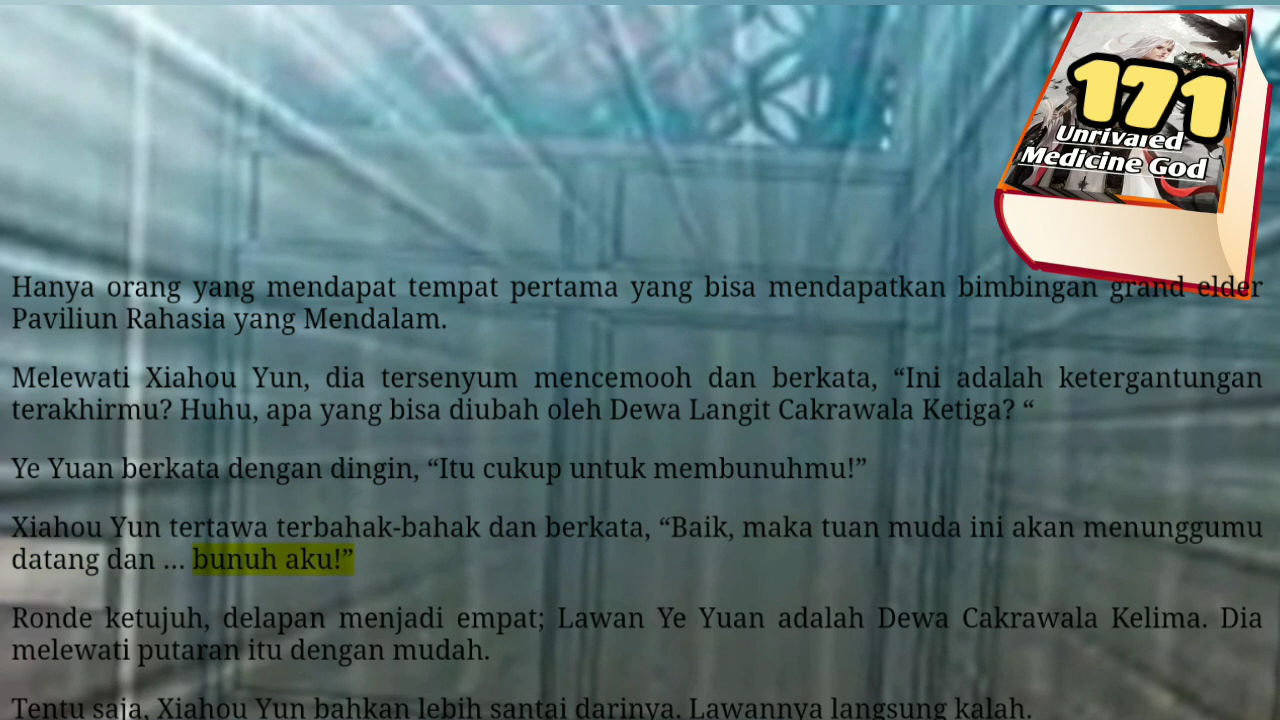 171
Unrivaled
Medicine God
Hanya orang yang mendapat tempat pertama yang bisa mendapatkan bimbingan grand elder
Paviliun Rahasia yang Mendalam.
Melewati Xiahou Yun, dia tersenyum mencemooh dan berkata, “Ini adalah ketergantungan
terakhirmu? Huhu, apa yang bisa diubah oleh Dewa Langit Cakrawala Ketiga? “
Ye Yuan berkata dengan dingin, “Itu cukup untuk membunuhmu!”
Xiahou Yun tertawa terbahak-bahak dan berkata, “Baik, maka tuan muda ini akan menunggumu
datang dan ... bunuh aku!”
Ronde ketujuh, delapan menjadi empat; Lawan Ye Yuan adalah Dewa Cakrawala Kelima. Dia
melewati putaran itu dengan mudah.
Tentu saja, Xiahou Yun bahkan lebih santai darinya. Lawannya langsung kalah.